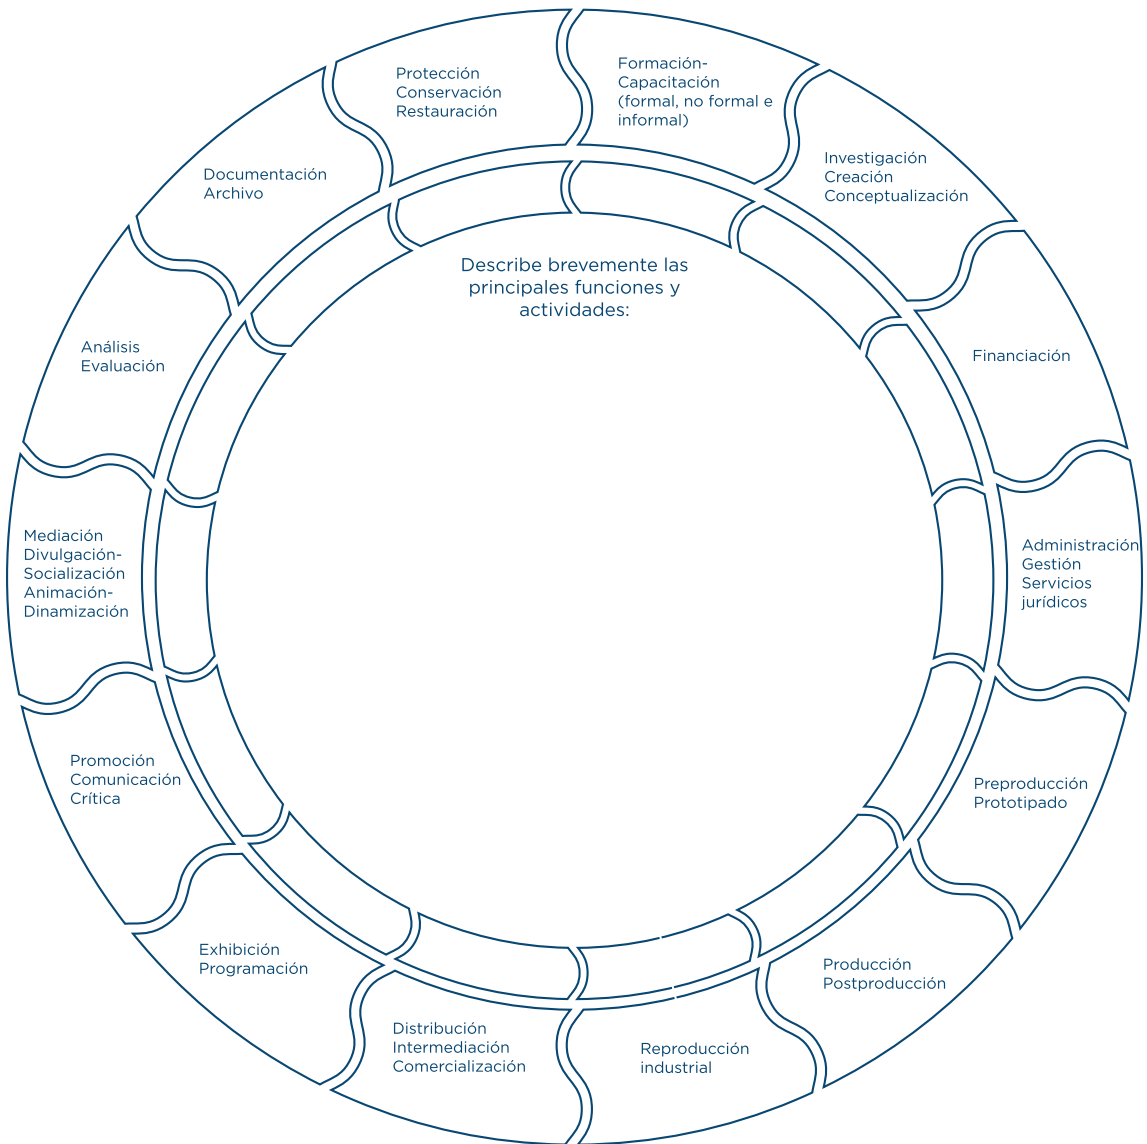 Formación-
Capacitación
(formal, no formal e
informal)
Investigación
Creación
Conceptualización
Financiación
Administración
Gestión
Servicios
jurídicos
Preproducción
Prototipado
Producción
Postproducción
Reproducción
industrial
Distribución
Intermediación
Comercialización
Exhibición
Programación
Promoción
Comunicación
Crítica
Mediación
Divulgación-
Socialización
Animación-
Dinamización
Análisis
Evaluación
Documentación
Archivo
Protección
Conservación
Restauración
Describe brevemente las
principales funciones y
actividades: